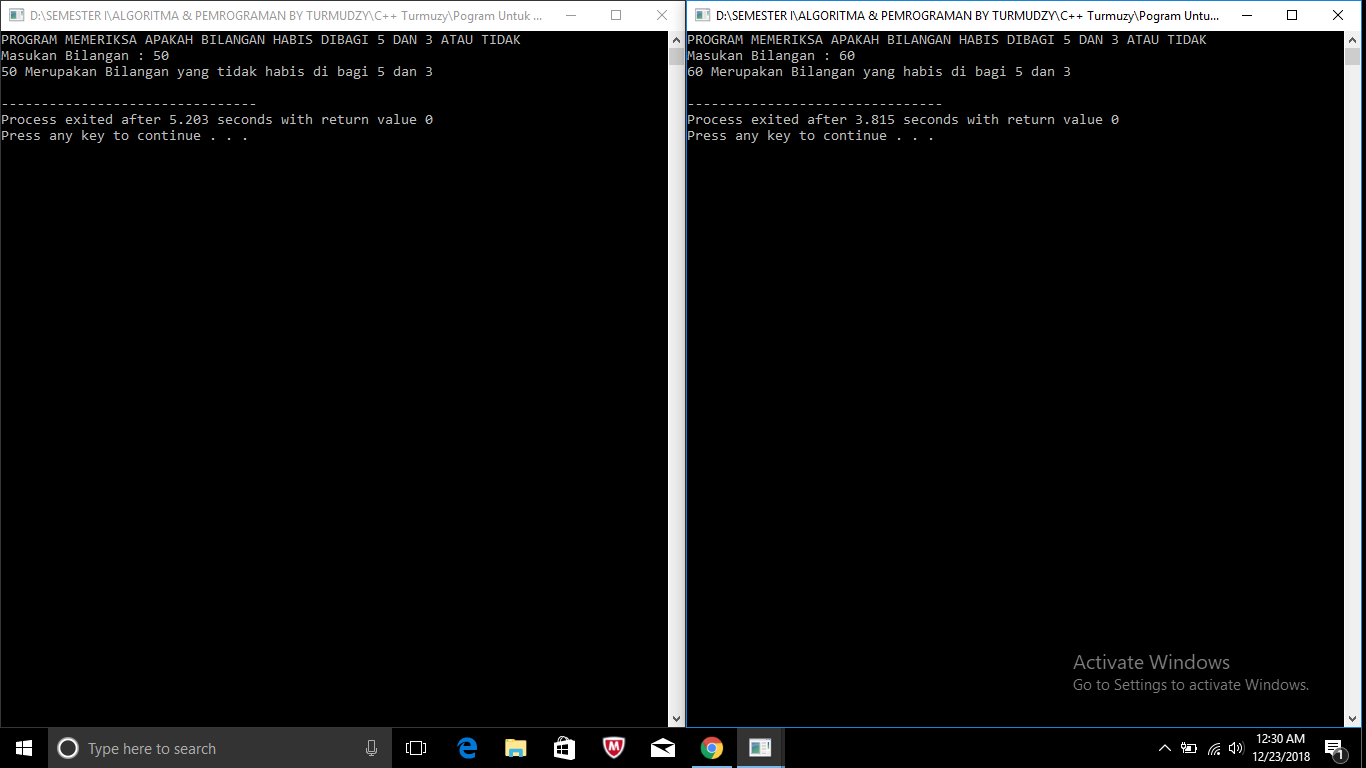 D:\SEMESTER I\ALGORITMA & PEMROGRAMAN BY TURMUDZY\C++ Turmuzy\Pogram Untuk ...
PROGRAM MEMERIKSA APAKAH BILANGAN HABIS DIBAGI 5 DAN 3 ATAU TIDAK
Masukan Bilangan : 50
50 Merupakan Bilangan yang tidak habis di bagi 5 dan 3
--------------------------------
Process exited after 5.203 seconds with return value 0
Press any key to continue . . .
D:\SEMESTER I\ALGORITMA & PEMROGRAMAN BY TURMUDZY\C++ Turmuzy\Pogram Untu...
PROGRAM MEMERIKSA APAKAH BILANGAN HABIS DIBAGI 5 DAN 3 ATAU TIDAK
Masukan Bilangan : 60
60 Merupakan Bilangan yang habis di bagi 5 dan 3
--------------------------------
Process exited after 3.815 seconds with return value 0
Press any key to continue . . .
Activate Windows
Go to Settings to activate Windows.
Type here to search
12:30 AM
12/23/2018
1